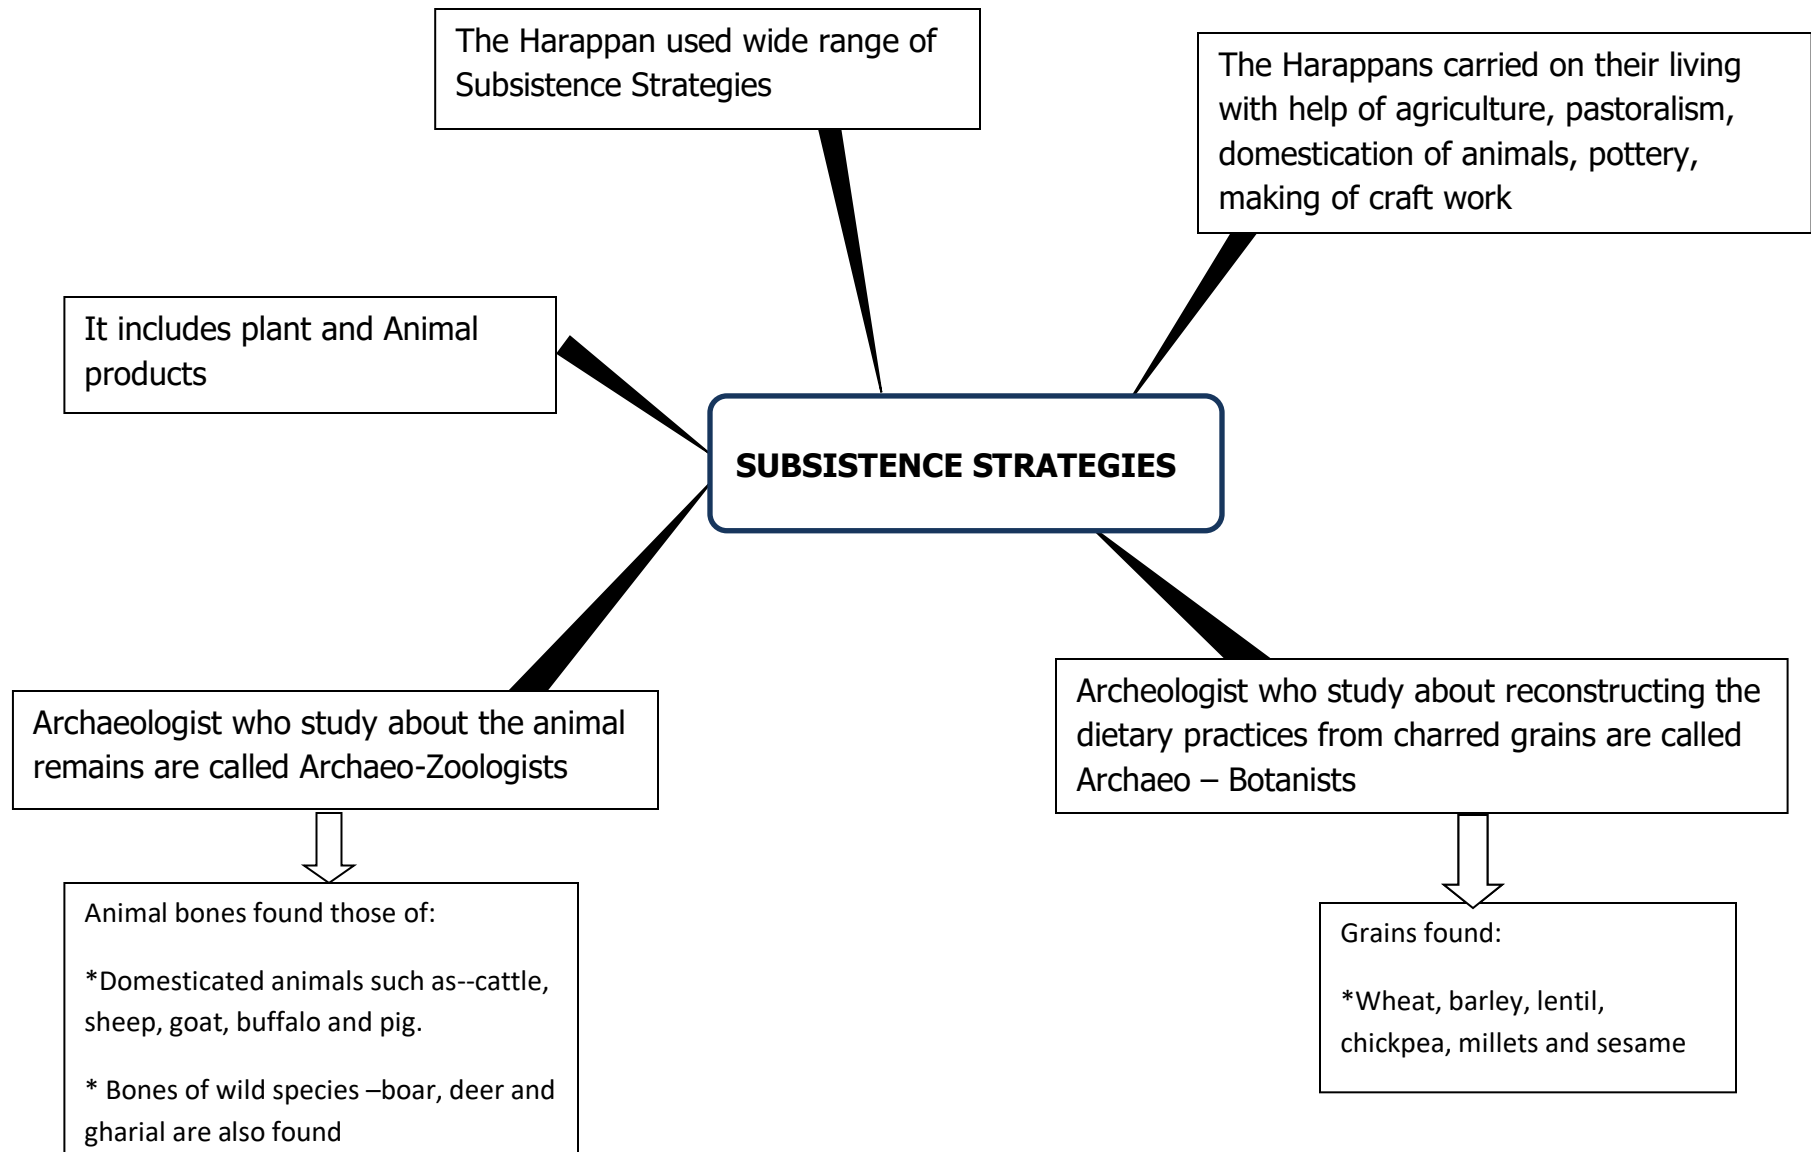 The Harappan used wide range of
Subsistence Strategies
The Harappans carried on their living
with help of agriculture, pastoralism,
domestication of animals, pottery,
making of craft work
It includes plant and Animal
products
SUBSISTENCE STRATEGIES
Archaeologist who study about the animal
remains are called Archaeo-Zoologists
Archeologist who study about reconstructing the
dietary practices from charred grains are called
Archaeo – Botanists
Animal bones found those of:
*Domesticated animals such as--cattle,
sheep, goat, buffalo and pig.
* Bones of wild species –boar, deer and
gharial are also found
Grains found:
*Wheat, barley, lentil,
chickpea, millets and sesame